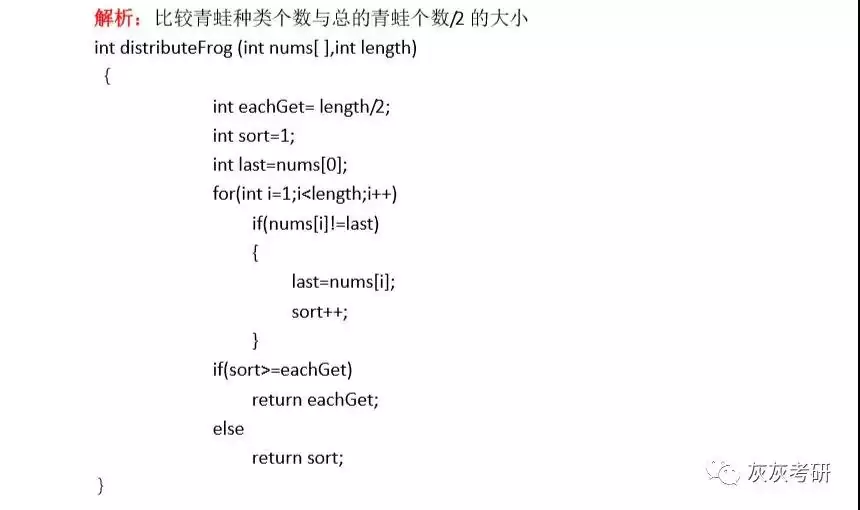 解析：比较青蛙种类个数与总的青蛙个数/2 的大小
int distributeFrog (int nums[ ],int length)
{
int eachGet= length/2;
int sort=1;
int last=nums[0];
for(int i=1;i<length;i++)
if(nums[i]!=last)
{
last=nums[i];
sort++;
}
if(sort>=eachGet)
return eachGet;
else
return sort;
}
灰灰考研